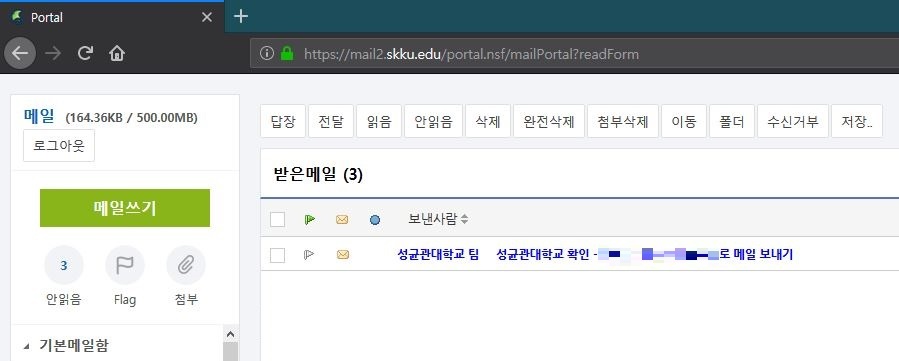 Portal
https://mail2.skku.edu/portal.nsf/mailPortal?readForm
메일 (164.36KB / 500.00MB)
로그아웃
메일쓰기
3
안읽음 Flag 첨부
기본메일함
답장 전달 읽음 안읽음 삭제 완전삭제 첨부삭제 이동 폴더 수신거부 저장..
받은메일 (3)
보낸사람
성균관대학교 팀 성균관대학교 확인 - 로 메일 보내기